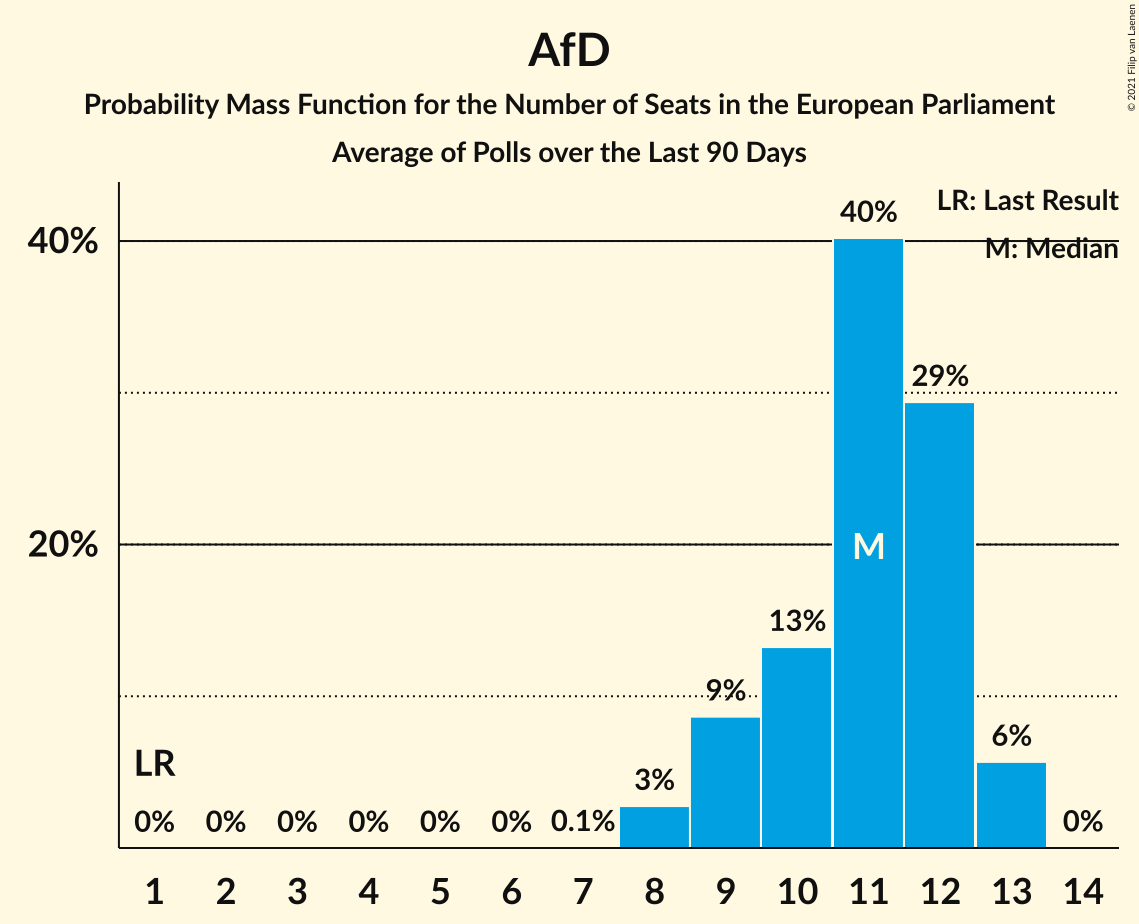 AfD
Probability Mass Function for the Number of Seats in the European Parliament
Average of Polls over the Last 90 Days
© 2021 Filip van Laenen
LR: Last Result
M: Median
40%
20%
LR
0% 0% 0% 0% 0% 0% 0.1% 3% 9% 13% 40% 29% 6% 0%
M
1 2 3 4 5 6 7 8 9 10 11 12 13 14